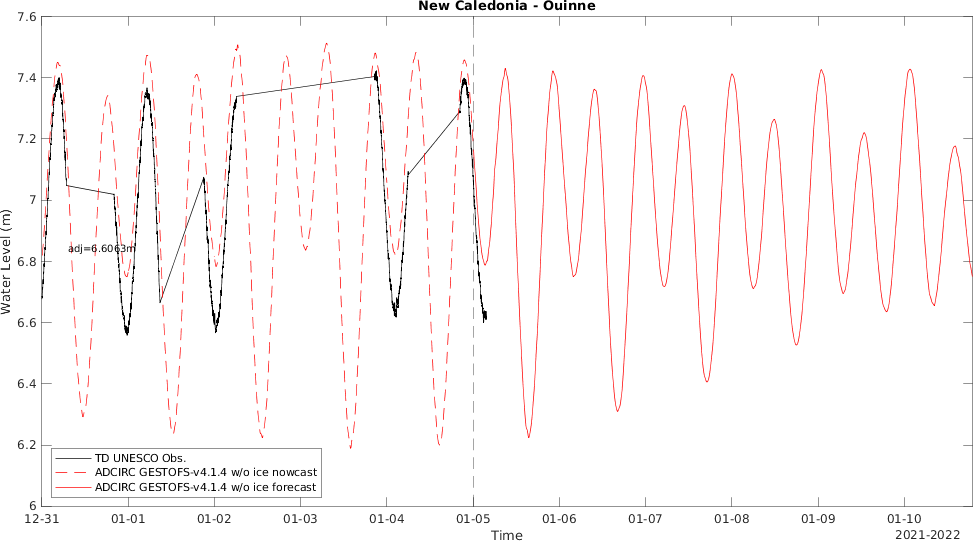 New Caledonia - Ouinne
7.6
7.4
7.2
7
6.8
6.6
6.4
6.2
6
Water Level (m)
adj=6.6063m
TD UNESCO Obs.
ADCIRC GESTOFS-v4.1.4 w/o ice nowcast
ADCIRC GESTOFS-v4.1.4 w/o ice forecast
12-31 01-01 01-02 01-03 01-04 01-05 01-06 01-07 01-08 01-09 01-10
Time
2021-2022